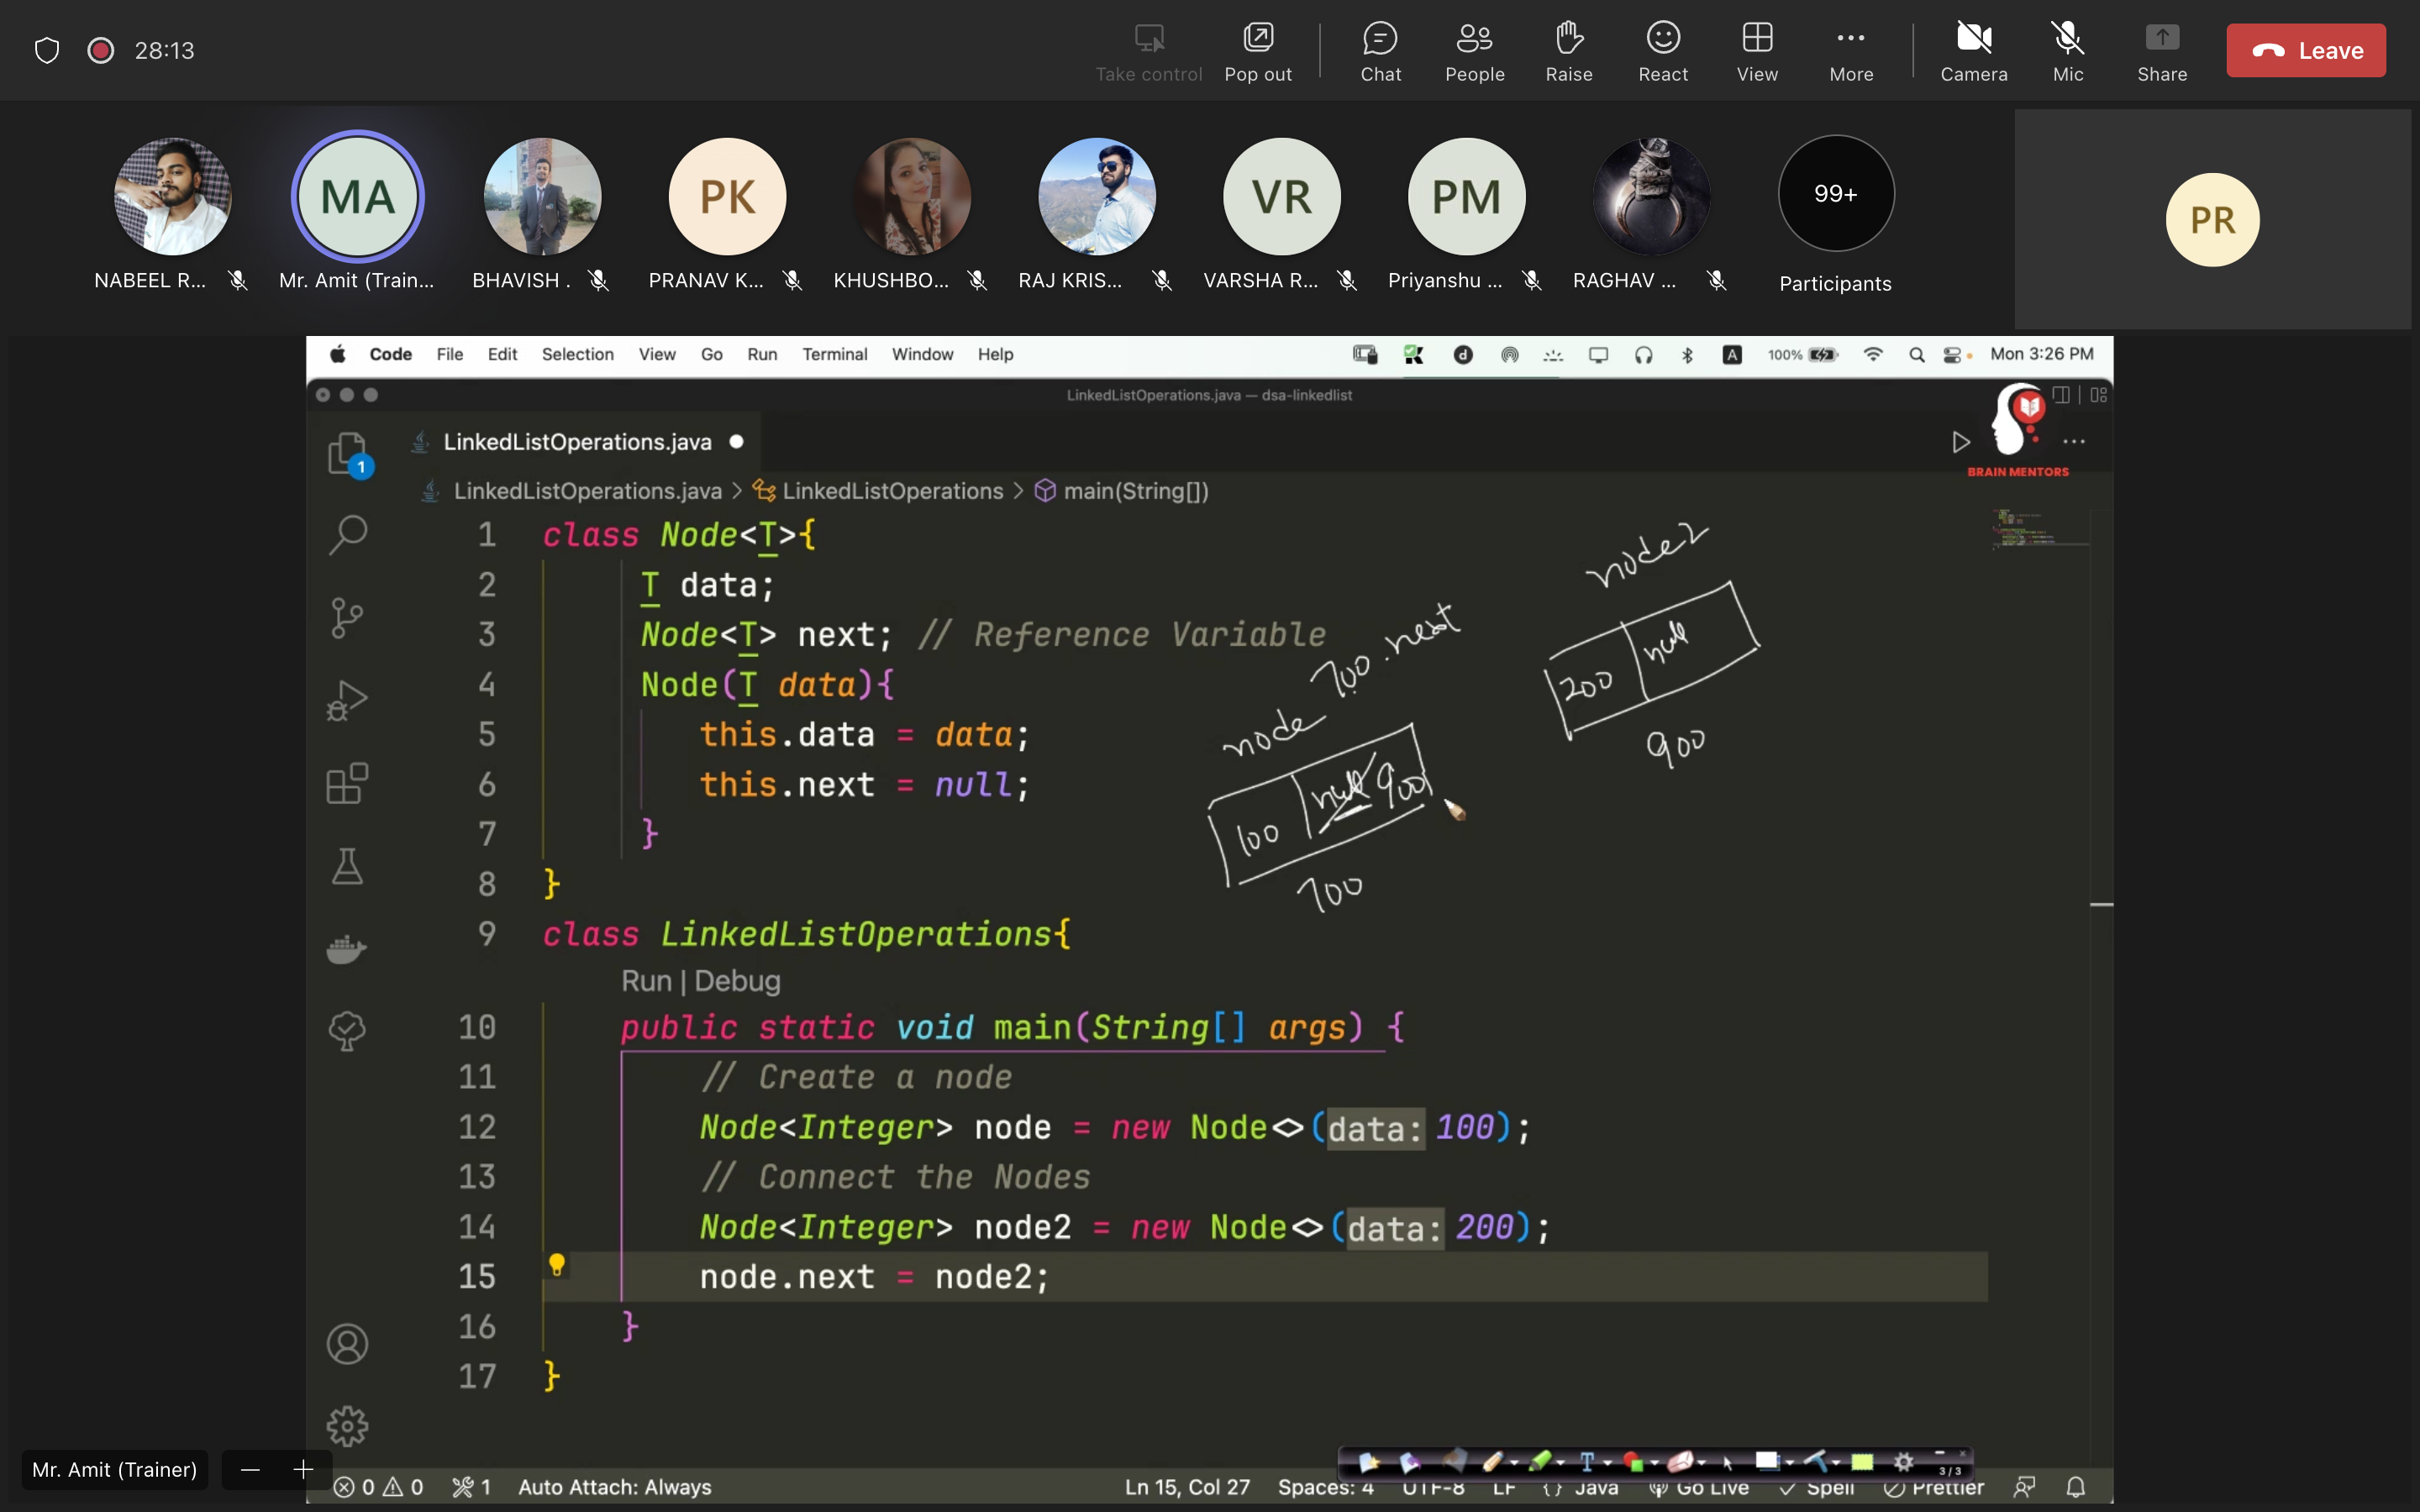 28:13
Take control
Pop out
Chat
People
Raise
React
View
More
Camera
Mic
Share
Leave
MA
PK
VR
PM
99+
PR
NABEEL R...
Mr. Amit (Train...
BHAVISH .
PRANAV K...
KHUSHBO...
RAJ KRIS...
VARSHA R...
Priyanshu ...
RAGHAV ...
Participants
Code File Edit Selection View Go Run Terminal Window Help
A 100% Mon 3:26 PM
LinkedListOperations.java — dsa-linkedlist
LinkedListOperations.java
BRAIN MENTORS
1
LinkedListOperations.java > LinkedListOperations > main(String[])
1 class Node<T>{
2 T data;
3 Node<T> next; // Reference Variable
4 Node(T data){
5 this.data = data;
6 this.next = null;
7 }
8 }
9 class LinkedListOperations{
Run | Debug
10 public static void main(String[] args) {
11 // Create a node
12 Node<Integer> node = new Node<>(data: 100);
13 // Connect the Nodes
14 Node<Integer> node2 = new Node<>(data: 200);
15 node.next = node2;
16 }
17 }
node2
200 null
900
700.next
node
100 null 900
700
Mr. Amit (Trainer)
0 0 1 Auto Attach: Always
Ln 15, Col 27 Spaces: 4 UTF-8 LF {} Java Go Live Spell Prettier
T
3/3